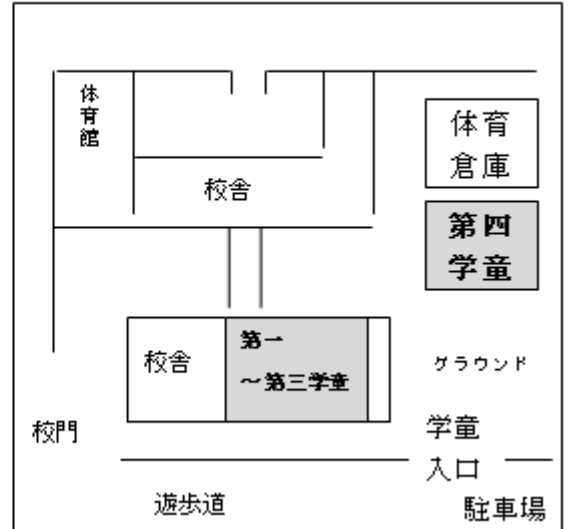 体育館
体育
倉庫
校舎
第四
学童
校舎
第一
～第三学童
グラウンド
校門
学童
入口
遊歩道
駐車場